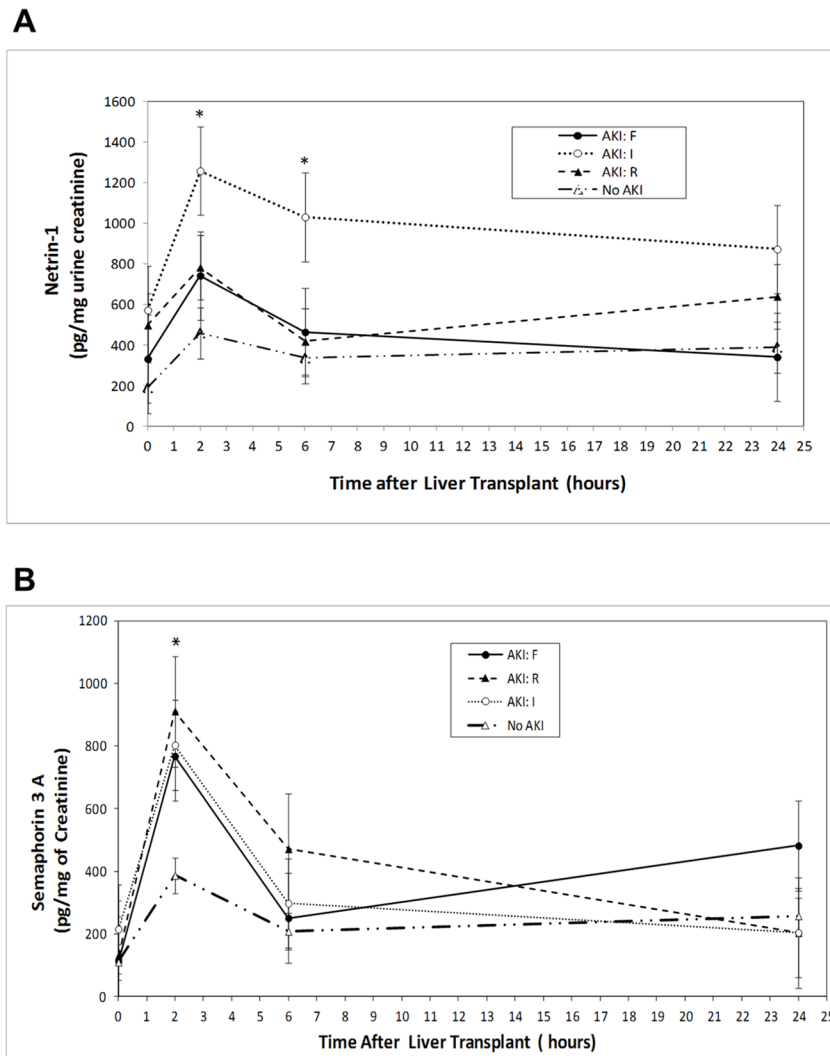 A
1600
1400
1200
1000
800
600
400
200
0
Netrin-1
(pg/mg urine creatinine)
*
*
AKI: F
AKI: I
AKI: R
No AKI
0 1 2 3 4 5 6 7 8 9 10 11 12 13 14 15 16 17 18 19 20 21 22 23 24 25
Time after Liver Transplant (hours)
B
1200
1000
800
600
400
200
0
Semaphorin 3 A
(pg/mg of Creatinine)
*
AKI: F
AKI: R
AKI: I
No AKI
0 1 2 3 4 5 6 7 8 9 10 11 12 13 14 15 16 17 18 19 20 21 22 23 24 25
Time After Liver Transplant ( hours)